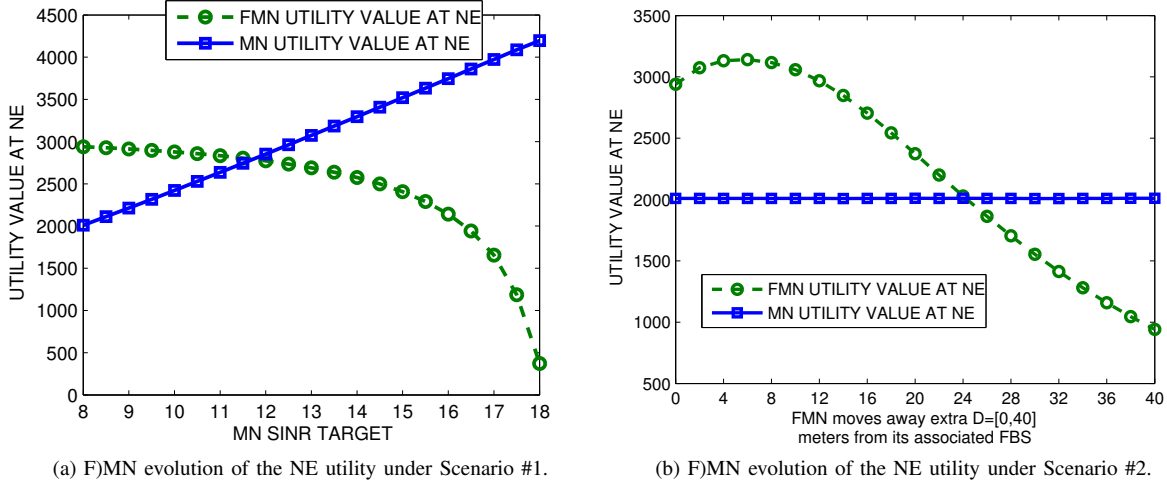 FMN UTILITY VALUE AT NE
MN UTILITY VALUE AT NE
4500
4000
3500
3000
2500
2000
1500
1000
500
0
UTILITY VALUE AT NE
8 9 10 11 12 13 14 15 16 17 18
MN SINR TARGET
(a) F)MN evolution of the NE utility under Scenario #1.
3500
3000
2500
2000
1500
1000
500
UTILITY VALUE AT NE
FMN UTILITY VALUE AT NE
MN UTILITY VALUE AT NE
0 4 8 12 16 20 24 28 32 36 40
FMN moves away extra D=[0,40]
meters from its associated FBS
(b) F)MN evolution of the NE utility under Scenario #2.